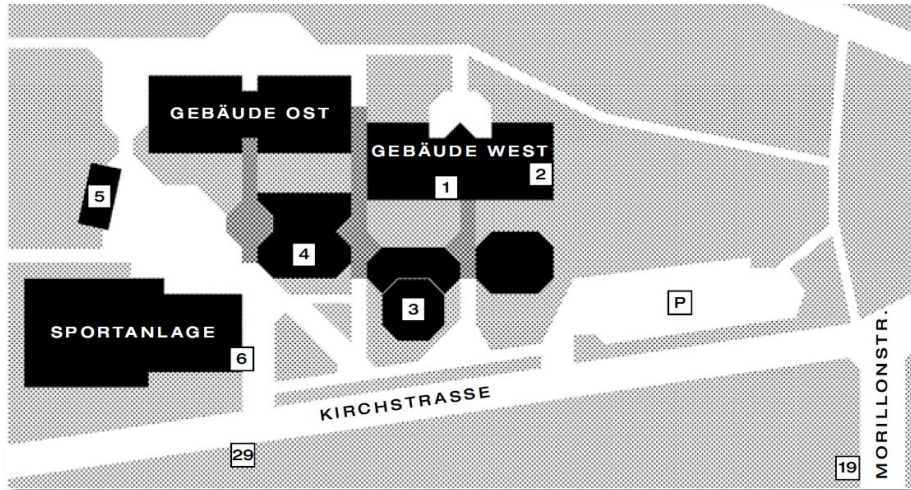 GEBÄUDE OST
GEBÄUDE WEST
2
1
5
4
3
P
SPORTANLAGE
6
KIRCHSTRASSE
MORILLONSTR.
29
19